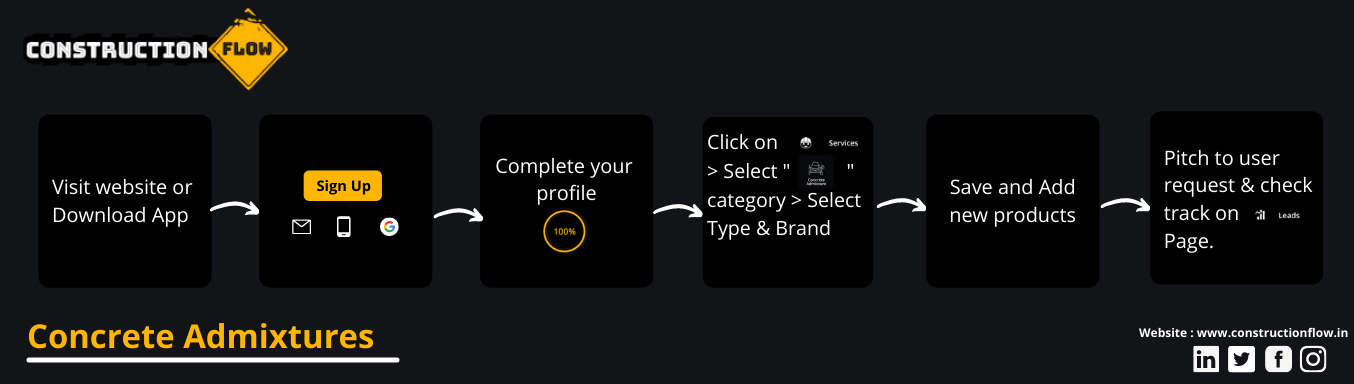 CONSTRUCTION FLOW
Visit website or
Download App
Sign Up
Complete your
profile
100%
Click on Services
> Select " Concrete Admixture "
category > Select
Type & Brand
Save and Add
new products
Pitch to user
request & check
track on Leads
Page.
Concrete Admixtures
Website : www.constructionflow.in